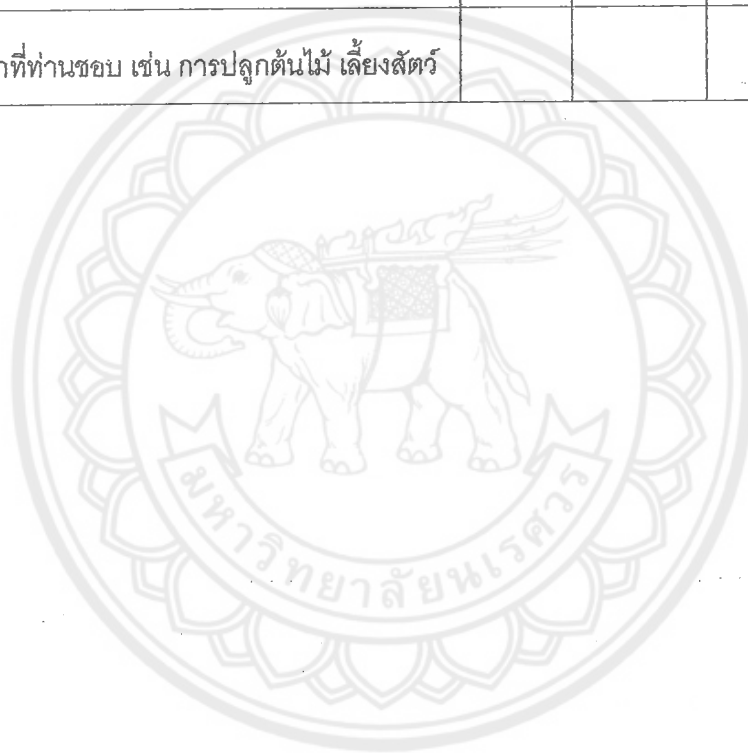 ที่ท่านชอบ เช่น การปลูกต้นไม้ เลี้ยงสัตว์
มหาวิทยาลัยนเรศวร